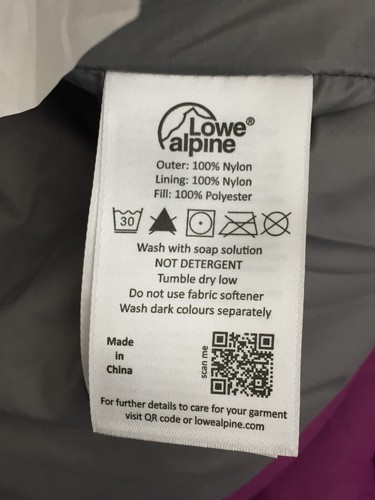 Lowe®
alpine
Outer: 100% Nylon
Lining: 100% Nylon
Fill: 100% Polyester
30
Wash with soap solution
NOT DETERGENT
Tumble dry low
Do not use fabric softener
Wash dark colours separately
Made
in
China
scan me
For further details to care for your garment
visit QR code or lowealpine.com